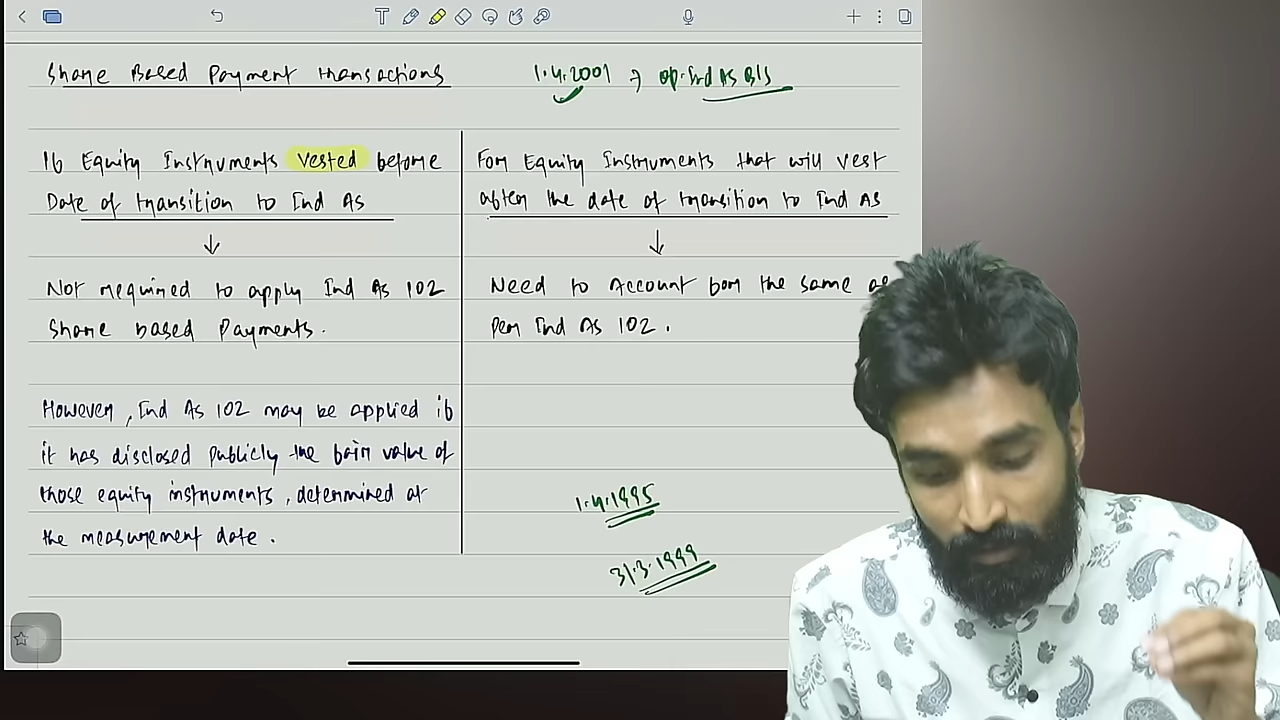 Share Based Payment transactions
1.4.2001 → op. Ind AS B/S
If Equity Instruments vested before
Date of transition to Ind AS
Not required to apply Ind AS 102
Share based Payments.
However, Ind AS 102 may be applied if
it has disclosed publicly the fair value of
those equity instruments, determined at
the measurement date.
For Equity Instruments that will vest
after the date of transition to Ind AS
Need to Account for the same as
per Ind AS 102.
1.4.1995
31.3.1999